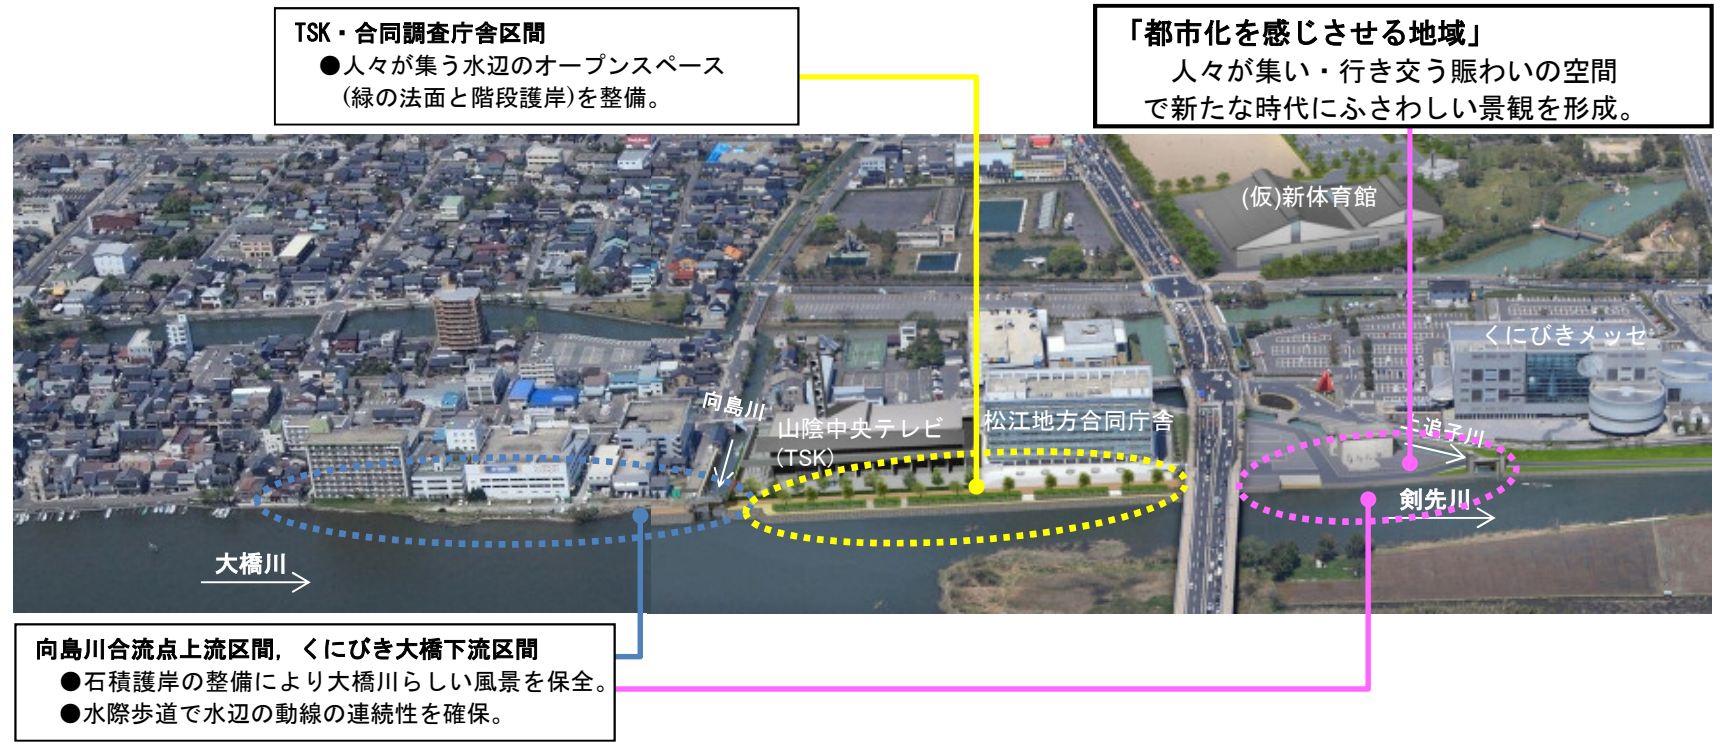 TSK・合同調査庁舎区間
●人々が集う水辺のオープンスペース
(緑の法面と階段護岸)を整備。
「都市化を感じさせる地域」
人々が集い・行き交う賑わいの空間
で新たな時代にふさわしい景観を形成。
(仮)新体育館
くにびきメッセ
向島川
山陰中央テレビ
(TSK)
松江地方合同庁舎
上追子川
剣先川
大橋川
向島川合流点上流区間，くにびき大橋下流区間
●石積護岸の整備により大橋川らしい風景を保全。
●水際歩道で水辺の動線の連続性を確保。